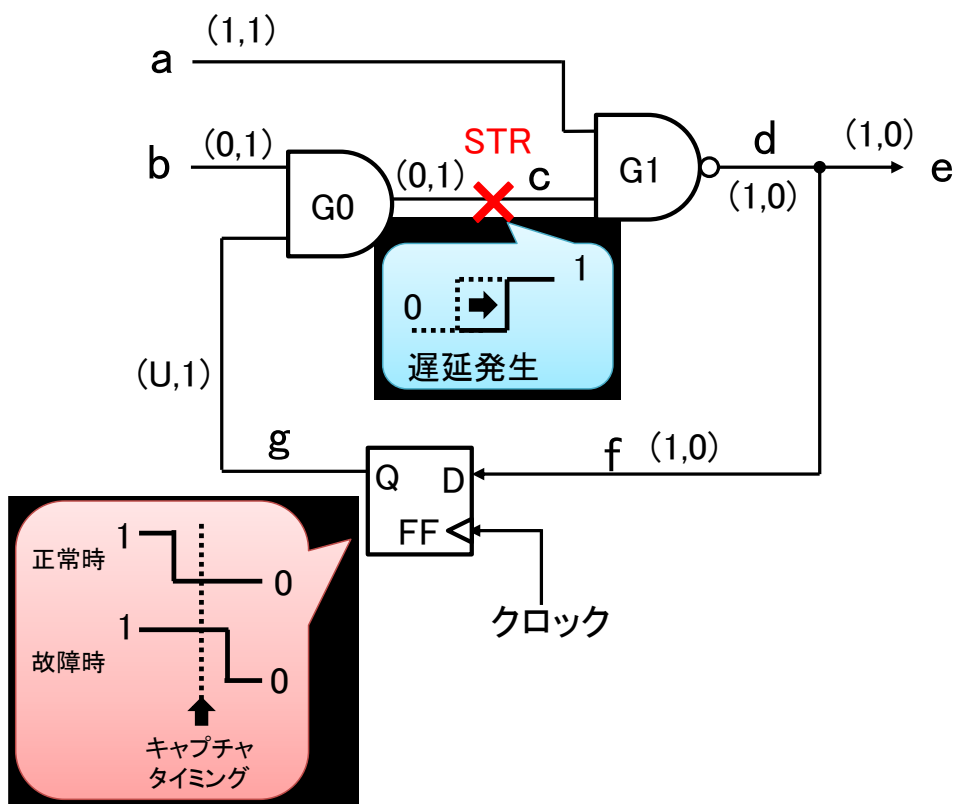 (1,1)
a
b
(0,1)
G0
(0,1)
STR
c
G1
d
(1,0)
(1,0)
e
0
1
遅延発生
(U,1)
g
Q
D
FF
f
(1,0)
クロック
正常時
1
0
故障時
1
0
キャプチャ
タイミング